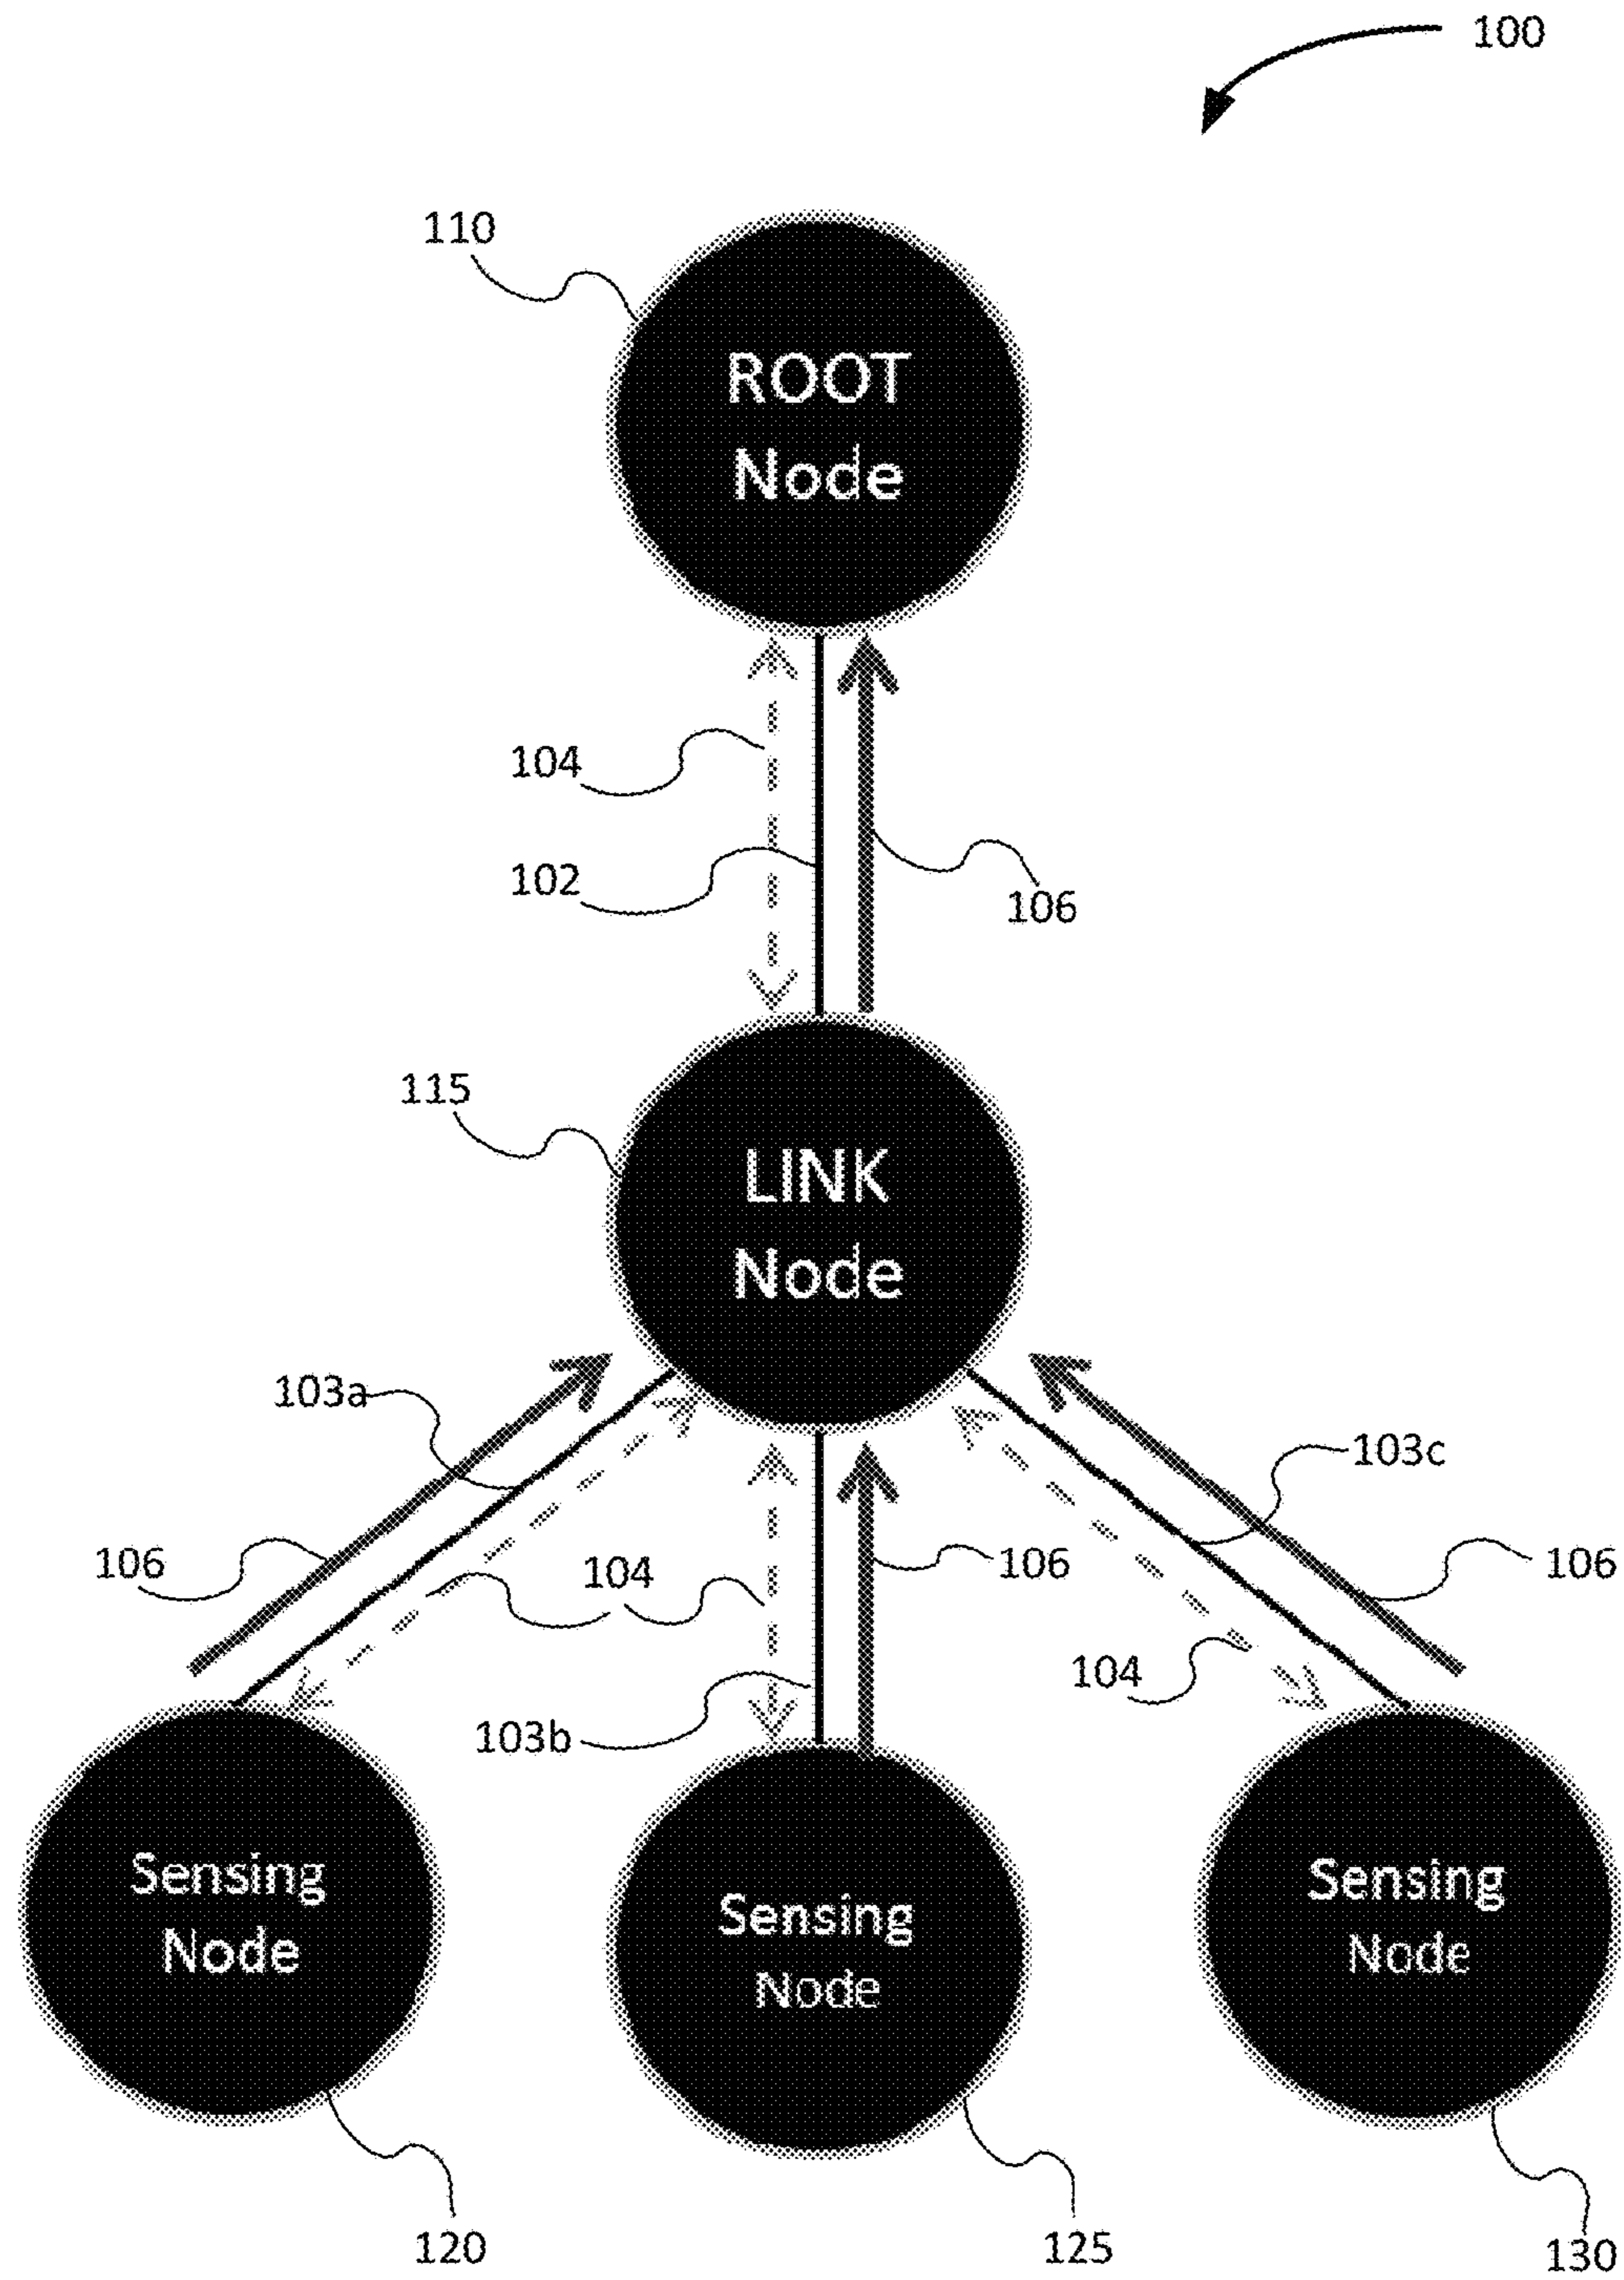 100
110
ROOT
Node
104
102
106
115
LINK
Node
103a
103c
106
104
106
106
104
103b
Sensing
Node
Sensing
Node
Sensing
Node
120
125
130